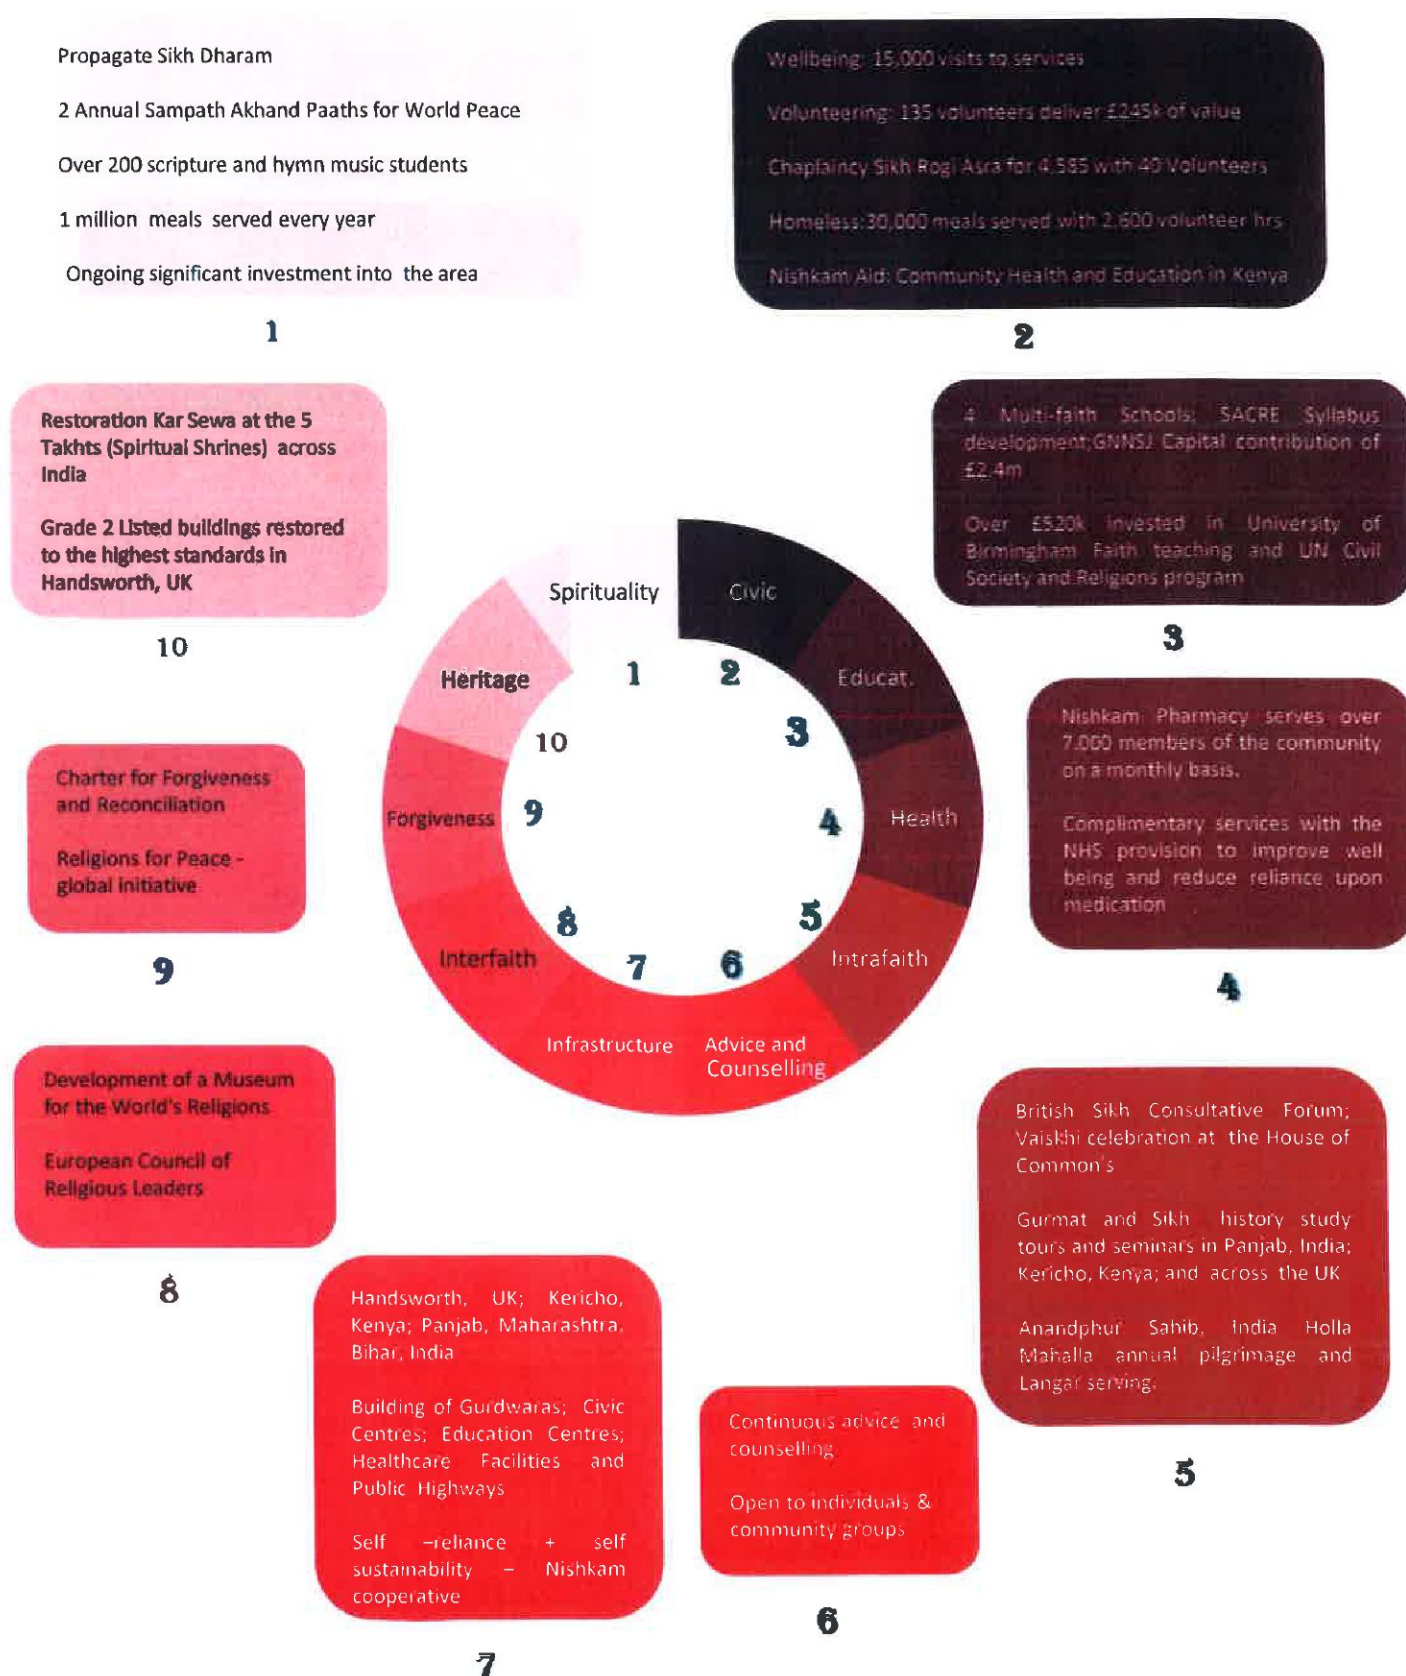 Propagate Sikh Dharam
2 Annual Sampath Akhand Paaths for World Peace
Over 200 scripture and hymn music students
1 million meals served every year
Ongoing significant investment into the area
1
Wellbeing: 15,000 visits to services
Volunteering: 135 volunteers deliver £245k of value
Chaplaincy Sikh Rogi Asra for 4,585 with 40 Volunteers
Homeless: 30,000 meals served with 2,600 volunteer hrs
Nishkam Aid: Community Health and Education in Kenya
2
4 Multi-faith Schools; SACRE Syllabus
development;GNNSJ Capital contribution of
£2.4m
Over £520k invested in University of
Birmingham Faith teaching and UN Civil
Society and Religions program
3
Nishkam Pharmacy serves over
7,000 members of the community
on a monthly basis.
Complimentary services with the
NHS provision to improve well
being and reduce reliance upon
medication
4
British Sikh Consultative Forum;
Vaiskhi celebration at the House of
Common's
Gurmat and Sikh history study
tours and seminars in Panjab, India;
Kericho, Kenya; and across the UK
Anandphur Sahib, India Holla
Mahalla annual pilgrimage and
Langar serving.
5
Continuous advice and
counselling
Open to individuals &
community groups
6
Handsworth, UK; Kericho,
Kenya; Panjab, Maharashtra,
Bihar, India
Building of Gurdwaras; Civic
Centres; Education Centres;
Healthcare Facilities and
Public Highways
Self –reliance + self
sustainability – Nishkam
cooperative
7
Development of a Museum
for the World's Religions
European Council of
Religious Leaders
8
Charter for Forgiveness
and Reconciliation
Religions for Peace -
global initiative
9
Restoration Kar Sewa at the 5
Takhts (Spiritual Shrines) across
India
Grade 2 Listed buildings restored
to the highest standards in
Handsworth, UK
10
Spirituality
1
Civic
2
Educat.
3
Health
4
Intrafaith
5
Advice and
Counselling
6
Infrastructure
7
Interfaith
8
Forgiveness
9
Heritage
10